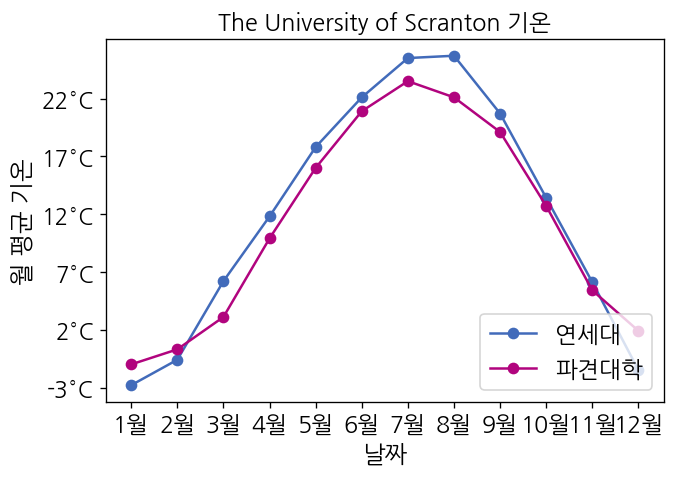 The University of Scranton 기온
월 평균 기온
22˚C
17˚C
12˚C
7˚C
2˚C
-3˚C
연세대
파견대학
1월 2월 3월 4월 5월 6월 7월 8월 9월 10월 11월 12월
날짜